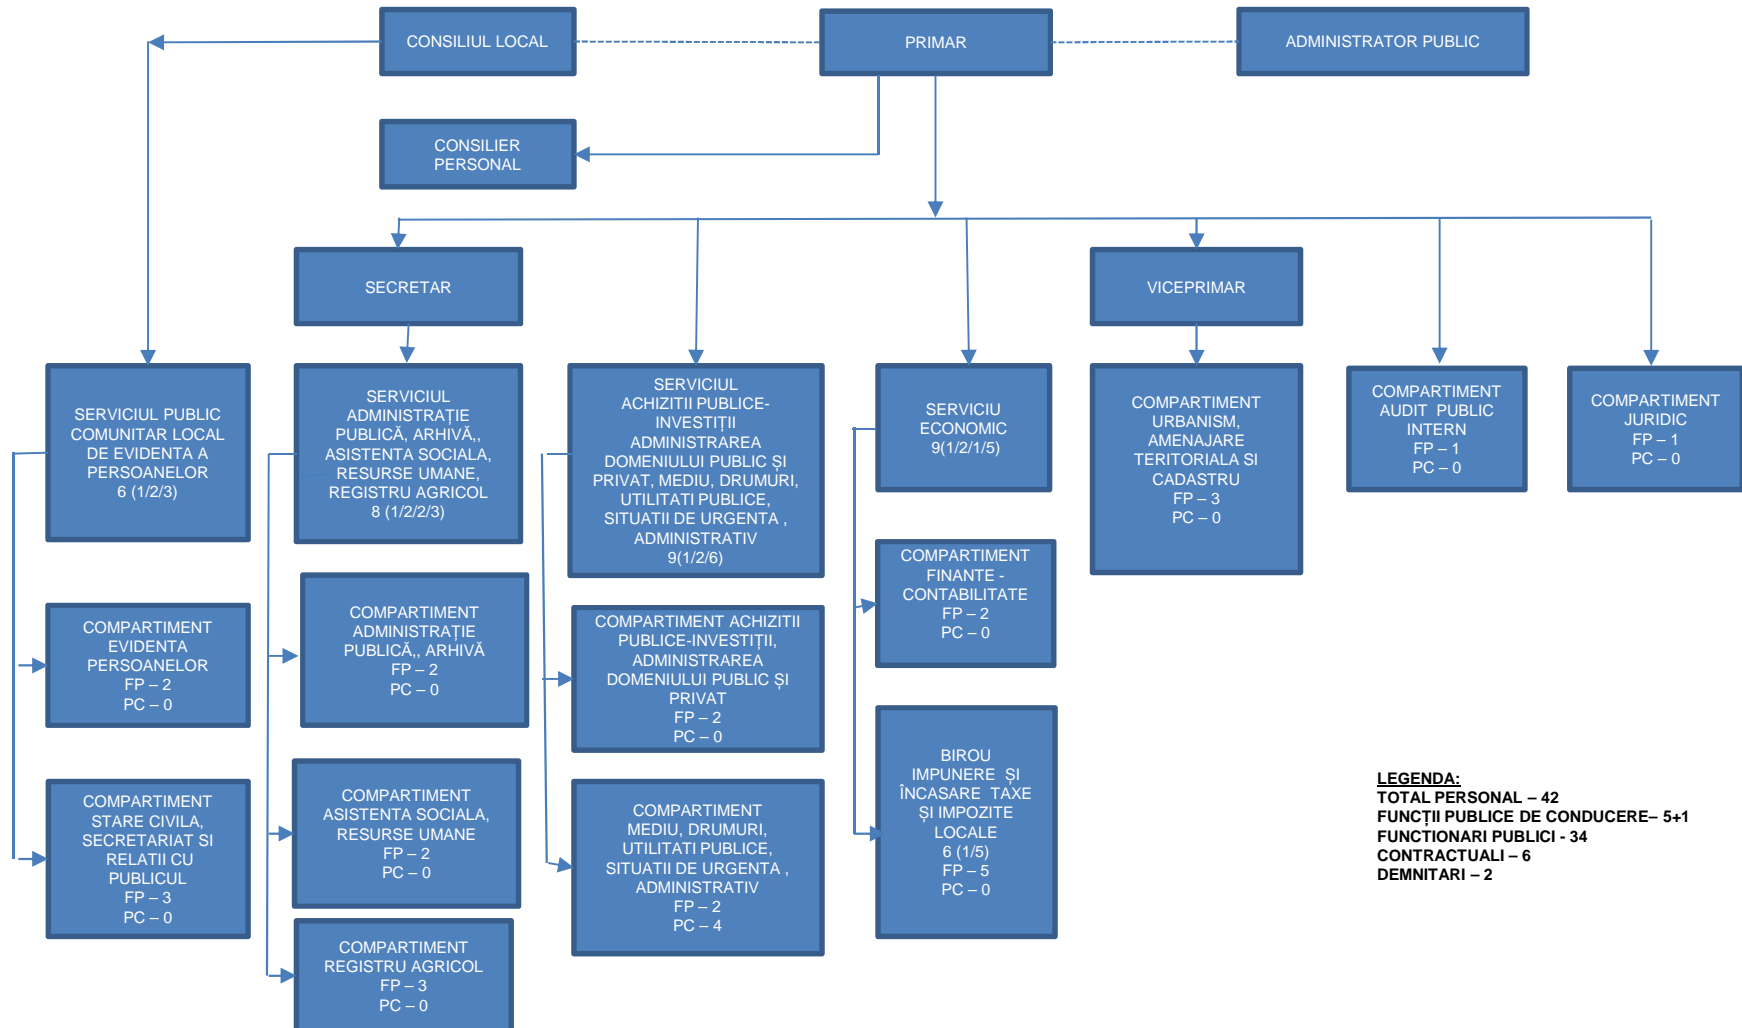 CONSILIUL LOCAL
PRIMAR
ADMINISTRATOR PUBLIC
CONSILIER
PERSONAL
SECRETAR
VICEPRIMAR
SERVICIUL PUBLIC
COMUNITAR LOCAL
DE EVIDENTA A
PERSOANELOR
6 (1/2/3)
SERVICIUL
ADMINISTRAȚIE
PUBLICĂ, ARHIVĂ,,
ASISTENTA SOCIALA,
RESURSE UMANE,
REGISTRU AGRICOL
8 (1/2/2/3)
SERVICIUL
ACHIZITII PUBLICE-
INVESTIȚII
ADMINISTRAREA
DOMENIULUI PUBLIC ȘI
PRIVAT, MEDIU, DRUMURI,
UTILITATI PUBLICE,
SITUATII DE URGENTA ,
ADMINISTRATIV
9(1/2/6)
SERVICIU
ECONOMIC
9(1/2/1/5)
COMPARTIMENT
URBANISM,
AMENAJARE
TERITORIALA SI
CADASTRU
FP – 3
PC – 0
COMPARTIMENT
AUDIT PUBLIC
INTERN
FP – 1
PC – 0
COMPARTIMENT
JURIDIC
FP – 1
PC – 0
COMPARTIMENT
EVIDENTA
PERSOANELOR
FP – 2
PC – 0
COMPARTIMENT
ADMINISTRAȚIE
PUBLICĂ,, ARHIVĂ
FP – 2
PC – 0
COMPARTIMENT ACHIZITII
PUBLICE-INVESTIȚII,
ADMINISTRAREA
DOMENIULUI PUBLIC ȘI
PRIVAT
FP – 2
PC – 0
COMPARTIMENT
FINANTE -
CONTABILITATE
FP – 2
PC – 0
COMPARTIMENT
STARE CIVILA,
SECRETARIAT SI
RELATII CU
PUBLICUL
FP – 3
PC – 0
COMPARTIMENT
ASISTENTA SOCIALA,
RESURSE UMANE
FP – 2
PC – 0
COMPARTIMENT
MEDIU, DRUMURI,
UTILITATI PUBLICE,
SITUATII DE URGENTA ,
ADMINISTRATIV
FP – 2
PC – 4
BIROU
IMPUNERE ȘI
ÎNCASARE TAXE
ȘI IMPOZITE
LOCALE
6 (1/5)
FP – 5
PC – 0
COMPARTIMENT
REGISTRU AGRICOL
FP – 3
PC – 0
LEGENDA:
TOTAL PERSONAL – 42
FUNCȚII PUBLICE DE CONDUCERE– 5+1
FUNCTIONARI PUBLICI - 34
CONTRACTUALI – 6
DEMNITARI – 2